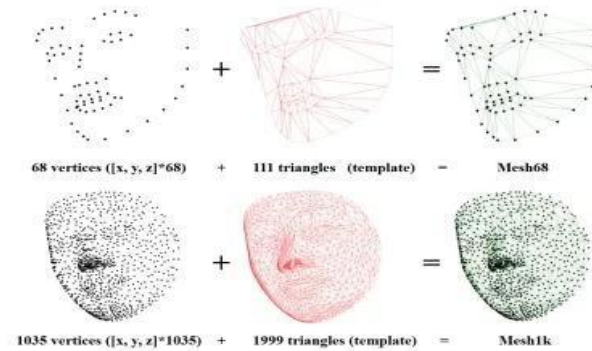 + =
68 vertices ([x, y, z]*68) + 111 triangles (template) = Mesh68
+ =
1035 vertices ([x, y, z]*1035) + 1999 triangles (template) = Mesh1k